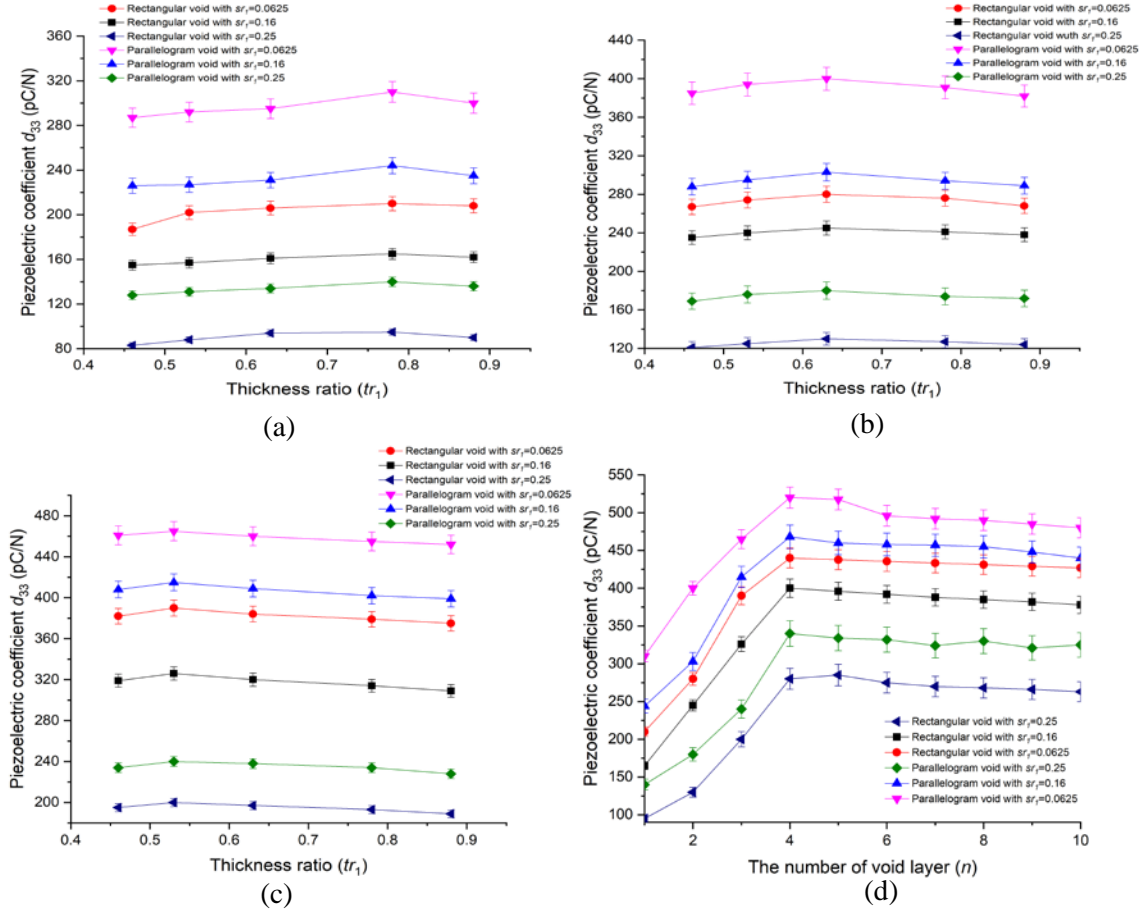 Rectangular void with sr1=0.0625
Rectangular void with sr1=0.16
Rectangular void with sr1=0.25
Parallelogram void with sr1=0.0625
Parallelogram void with sr1=0.16
Parallelogram void with sr1=0.25
360
320
280
240
200
160
120
80
Piezoelectric coefficient d33 (pC/N)
0.4 0.5 0.6 0.7 0.8 0.9
Thickness ratio (tr1)
(a)
Rectangular void with sr1=0.0625
Rectangular void with sr1=0.16
Rectangular void wuth sr1=0.25
Parallelogram void with sr1=0.0625
Parallelogram void with sr1=0.16
Parallelogram void with sr1=0.25
440
400
360
320
280
240
200
160
120
Piezoelectric coefficient d33 (pC/N)
0.4 0.5 0.6 0.7 0.8 0.9
Thickness ratio (tr1)
(b)
Rectangular void with sr1=0.0625
Rectangular void with sr1=0.16
Rectangular void with sr1=0.25
Parallelogram void with sr1=0.0625
Parallelogram void with sr1=0.16
Parallelogram void with sr1=0.25
480
440
400
360
320
280
240
200
Piezoelectric coefficient d33 (pC/N)
0.4 0.5 0.6 0.7 0.8 0.9
Thickness ratio (tr1)
(c)
550
500
450
400
350
300
250
200
150
100
Piezoelectric coefficient d33 (pC/N)
Rectangular void with sr1=0.25
Rectangular void with sr1=0.16
Rectangular void with sr1=0.0625
Parallelogram void with sr1=0.25
Parallelogram void with sr1=0.16
Parallelogram void with sr1=0.0625
2 4 6 8 10
The number of void layer (n)
(d)